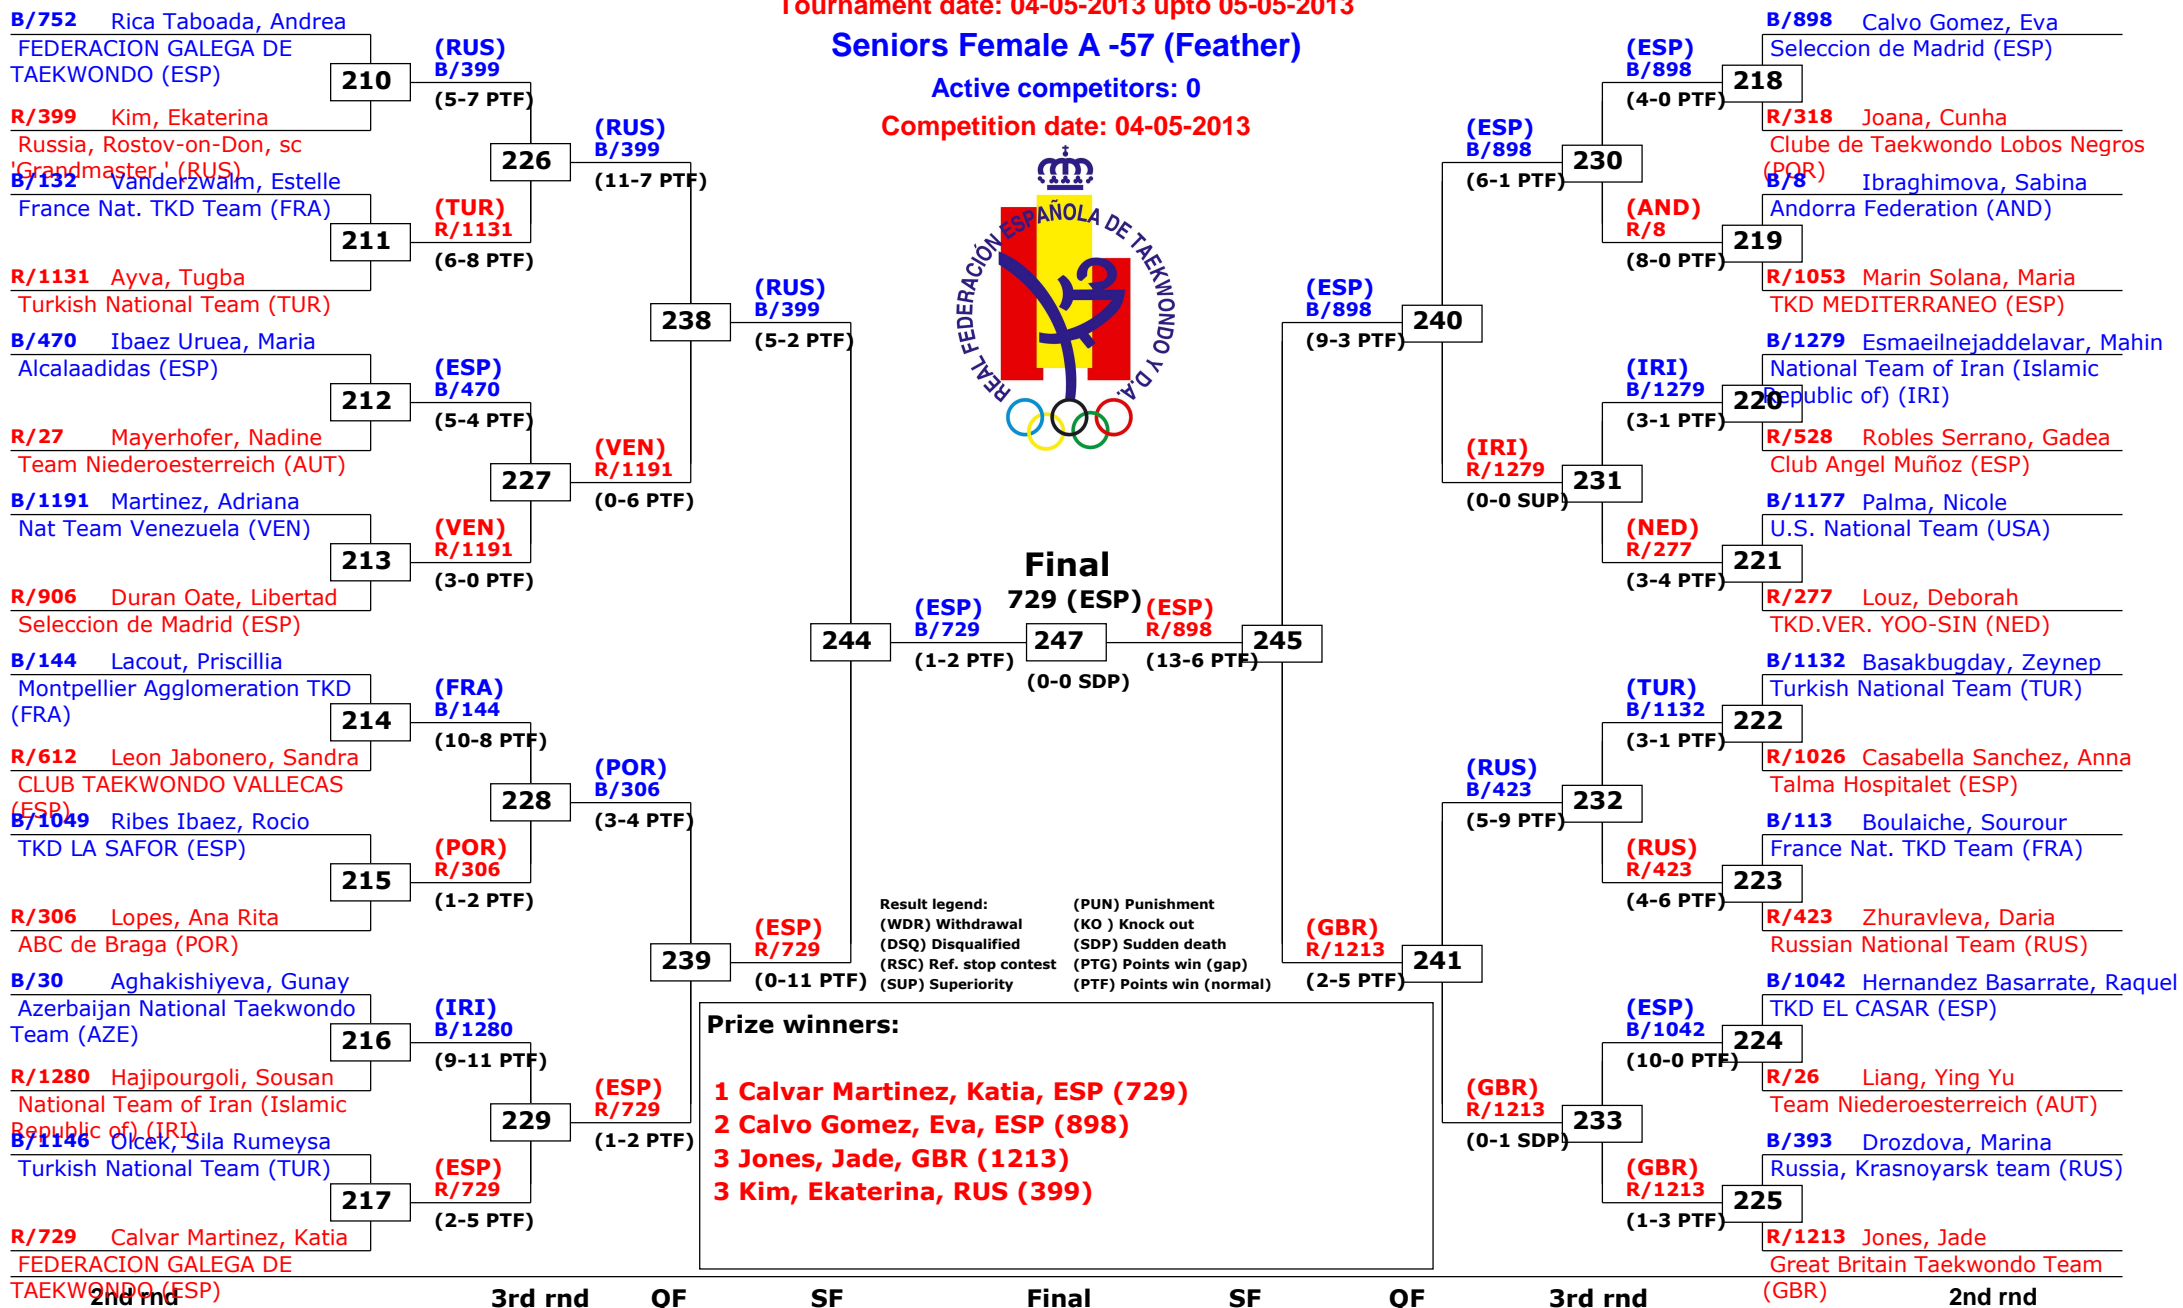 Tournament date: 04-05-2013 upto 05-05-2013
Seniors Female A -57 (Feather)
Active competitors: 0
Competition date: 04-05-2013
REAL FEDERACIÓN ESPAÑOLA DE TAEKWONDO Y D.A.
B/752 Rica Taboada, Andrea
FEDERACION GALEGA DE
TAEKWONDO (ESP)
210
R/399 Kim, Ekaterina
Russia, Rostov-on-Don, sc
'Grandmaster ' (RUS)
B/132 Vanderzwalm, Estelle
France Nat. TKD Team (FRA)
211
R/1131 Ayva, Tugba
Turkish National Team (TUR)
B/470 Ibaez Uruea, Maria
Alcalaadidas (ESP)
212
R/27 Mayerhofer, Nadine
Team Niederoesterreich (AUT)
B/1191 Martinez, Adriana
Nat Team Venezuela (VEN)
213
R/906 Duran Oate, Libertad
Seleccion de Madrid (ESP)
B/144 Lacout, Priscillia
Montpellier Agglomeration TKD
(FRA)
214
R/612 Leon Jabonero, Sandra
CLUB TAEKWONDO VALLECAS
(ESP)
B/1049 Ribes Ibaez, Rocio
TKD LA SAFOR (ESP)
215
R/306 Lopes, Ana Rita
ABC de Braga (POR)
B/30 Aghakishiyeva, Gunay
Azerbaijan National Taekwondo
Team (AZE)
216
R/1280 Hajipourgoli, Sousan
National Team of Iran (Islamic
Republic of) (IRI)
B/1146 Olcek, Sila Rumeysa
Turkish National Team (TUR)
217
R/729 Calvar Martinez, Katia
FEDERACION GALEGA DE
TAEKWONDO (ESP)
(RUS)
B/399
(5-7 PTF)
226
(TUR)
R/1131
(6-8 PTF)
(ESP)
B/470
(5-4 PTF)
227
(VEN)
R/1191
(3-0 PTF)
(FRA)
B/144
(10-8 PTF)
228
(POR)
R/306
(1-2 PTF)
(IRI)
B/1280
(9-11 PTF)
229
(ESP)
R/729
(2-5 PTF)
(RUS)
B/399
(11-7 PTF)
238
(VEN)
R/1191
(0-6 PTF)
(POR)
B/306
(3-4 PTF)
239
(ESP)
R/729
(1-2 PTF)
(RUS)
B/399
(5-2 PTF)
244
(ESP)
R/729
(0-11 PTF)
(ESP)
B/729
(1-2 PTF)
Final
729 (ESP)
247
(0-0 SDP)
(ESP)
R/898
(13-6 PTF)
245
(ESP)
B/898
(9-3 PTF)
240
(GBR)
R/1213
(2-5 PTF)
241
(ESP)
B/898
(6-1 PTF)
230
(IRI)
R/1279
(0-0 SUP)
231
(RUS)
B/423
(5-9 PTF)
232
(GBR)
R/1213
(0-1 SDP)
233
(ESP)
B/898
(4-0 PTF)
218
(AND)
R/8
(8-0 PTF)
219
(IRI)
B/1279
(3-1 PTF)
220
(NED)
R/277
(3-4 PTF)
221
(TUR)
B/1132
(3-1 PTF)
222
(RUS)
R/423
(4-6 PTF)
223
(ESP)
B/1042
(10-0 PTF)
224
(GBR)
R/1213
(1-3 PTF)
225
B/898 Calvo Gomez, Eva
Seleccion de Madrid (ESP)
R/318 Joana, Cunha
Clube de Taekwondo Lobos Negros
(POR)
B/8 Ibraghimova, Sabina
Andorra Federation (AND)
R/1053 Marin Solana, Maria
TKD MEDITERRANEO (ESP)
B/1279 Esmaeilnejaddelavar, Mahin
National Team of Iran (Islamic
Republic of) (IRI)
R/528 Robles Serrano, Gadea
Club Angel Muñoz (ESP)
B/1177 Palma, Nicole
U.S. National Team (USA)
R/277 Louz, Deborah
TKD.VER. YOO-SIN (NED)
B/1132 Basakbugday, Zeynep
Turkish National Team (TUR)
R/1026 Casabella Sanchez, Anna
Talma Hospitalet (ESP)
B/113 Boulaiche, Sourour
France Nat. TKD Team (FRA)
R/423 Zhuravleva, Daria
Russian National Team (RUS)
B/1042 Hernandez Basarrate, Raquel
TKD EL CASAR (ESP)
R/26 Liang, Ying Yu
Team Niederoesterreich (AUT)
B/393 Drozdova, Marina
Russia, Krasnoyarsk team (RUS)
R/1213 Jones, Jade
Great Britain Taekwondo Team
(GBR)
Result legend: (PUN) Punishment
(WDR) Withdrawal (KO ) Knock out
(DSQ) Disqualified (SDP) Sudden death
(RSC) Ref. stop contest (PTG) Points win (gap)
(SUP) Superiority (PTF) Points win (normal)
Prize winners:
1 Calvar Martinez, Katia, ESP (729)
2 Calvo Gomez, Eva, ESP (898)
3 Jones, Jade, GBR (1213)
3 Kim, Ekaterina, RUS (399)
2nd rnd 3rd rnd QF SF Final SF QF 3rd rnd 2nd rnd